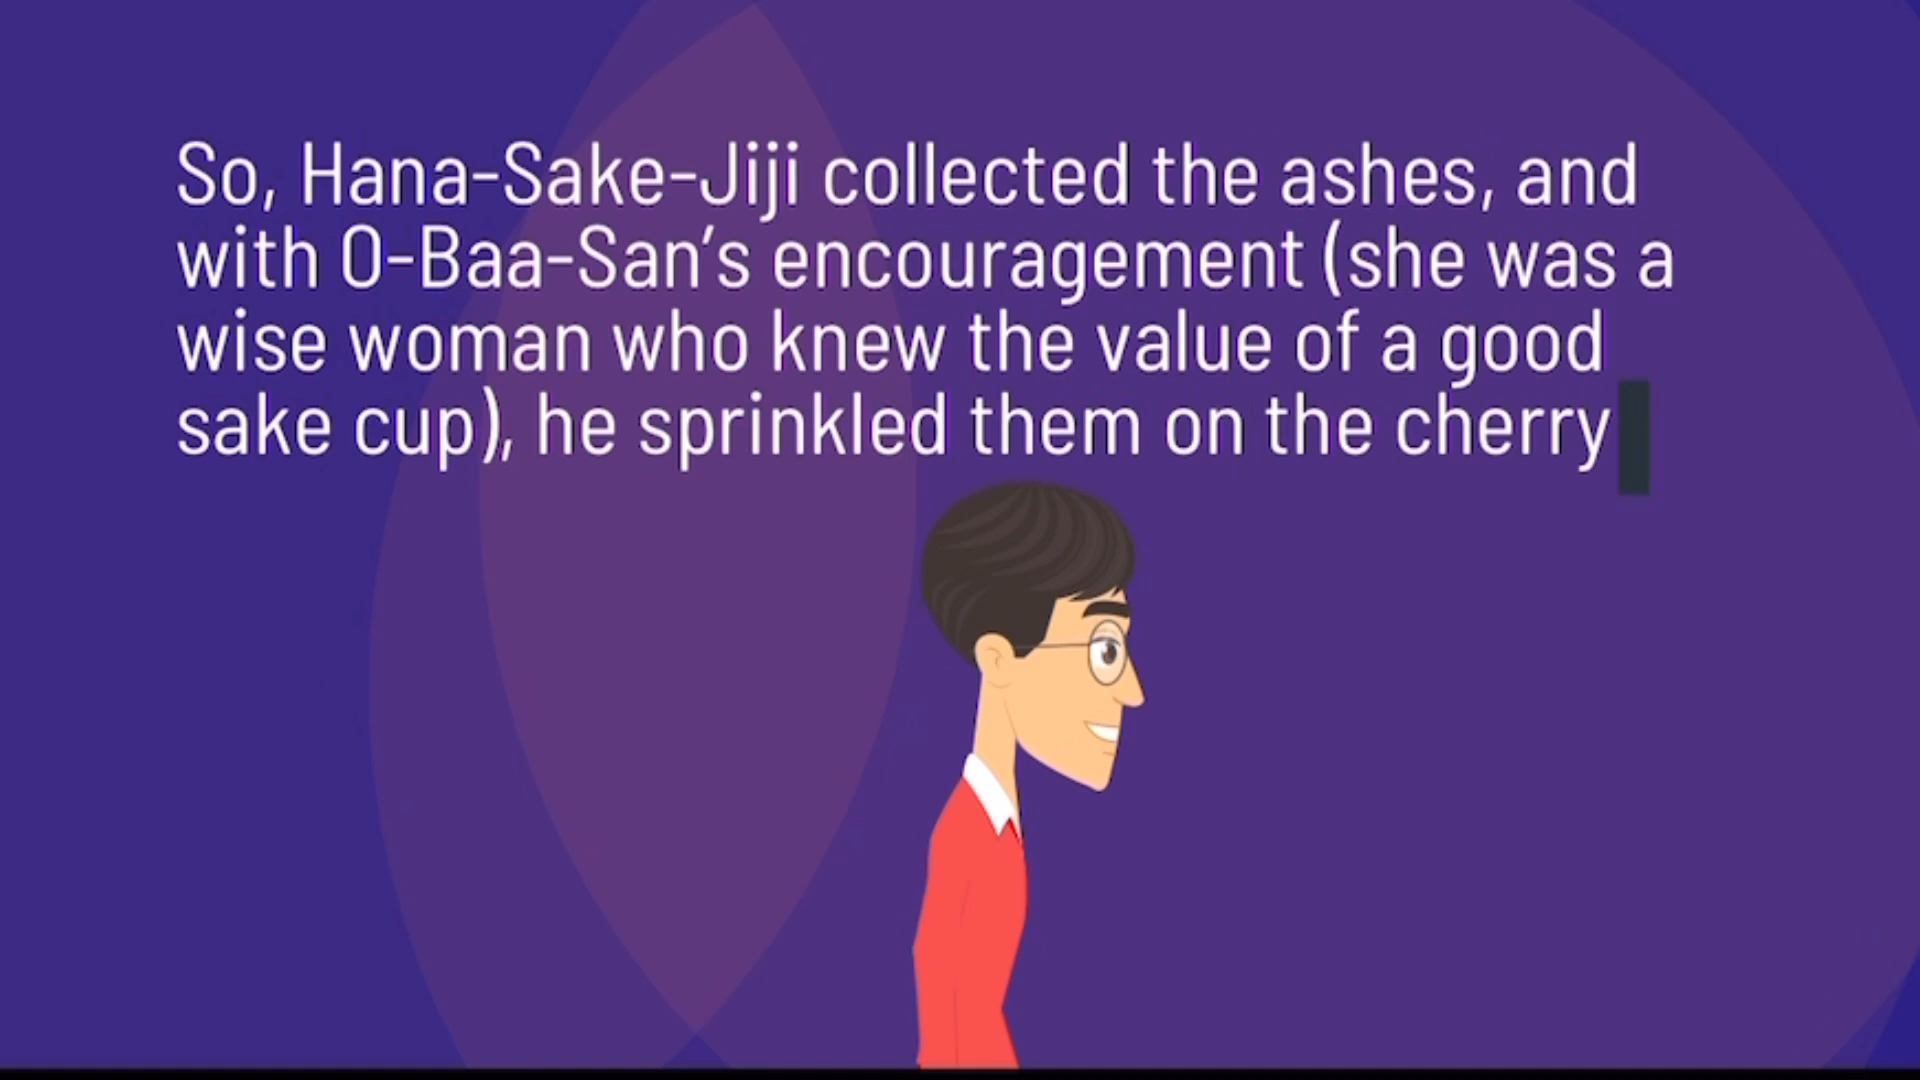 So, Hana-Sake-Jiji collected the ashes, and
with O-Baa-San’s encouragement (she was a
wise woman who knew the value of a good
sake cup), he sprinkled them on the cherry